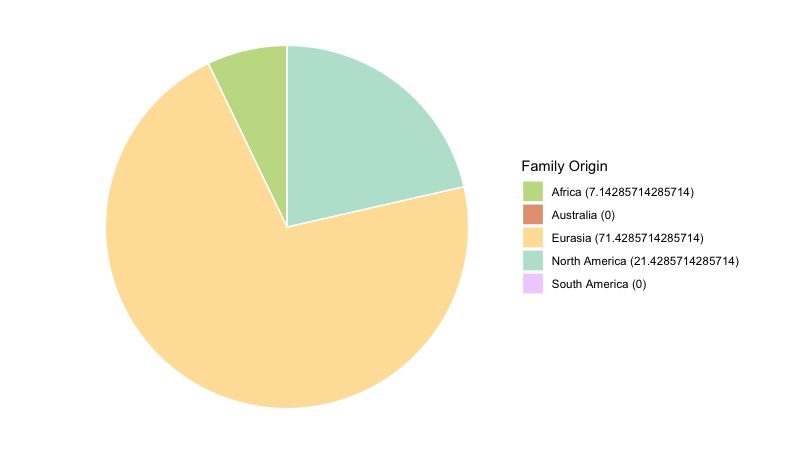 Family Origin
Africa (7.14285714285714)
Australia (0)
Eurasia (71.4285714285714)
North America (21.4285714285714)
South America (0)